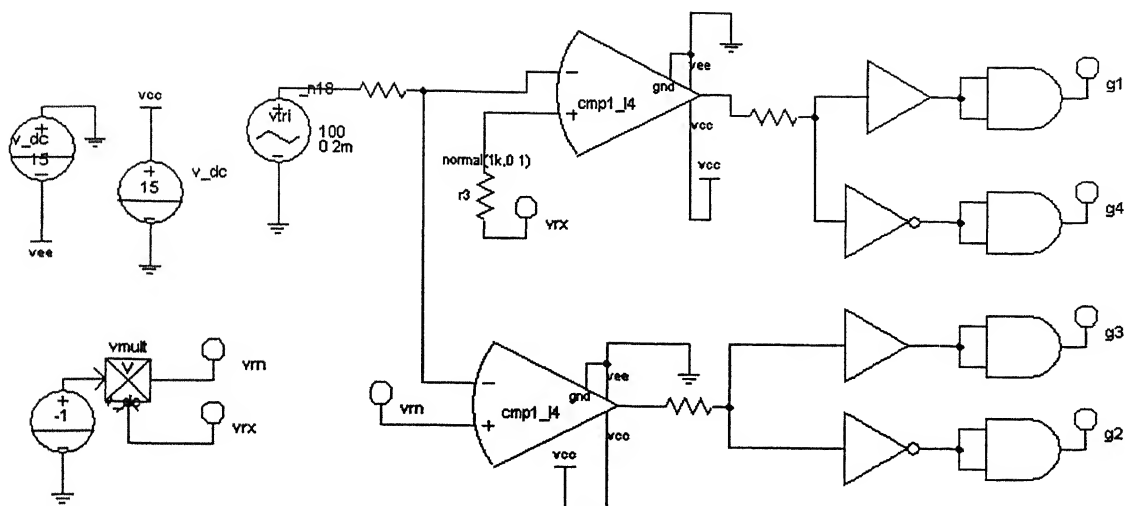 vcc
v_dc
15
vee
15
v_dc
_n18
vtri
100
0.2m
normal(1k,0.1)
r3
vrx
cmp1_l4
gnd
vee
vcc
vcc
g1
g4
vmult
V
v_dc
-1
vrn
vrx
vrn
cmp1_l4
gnd
vee
vcc
vcc
g3
g2